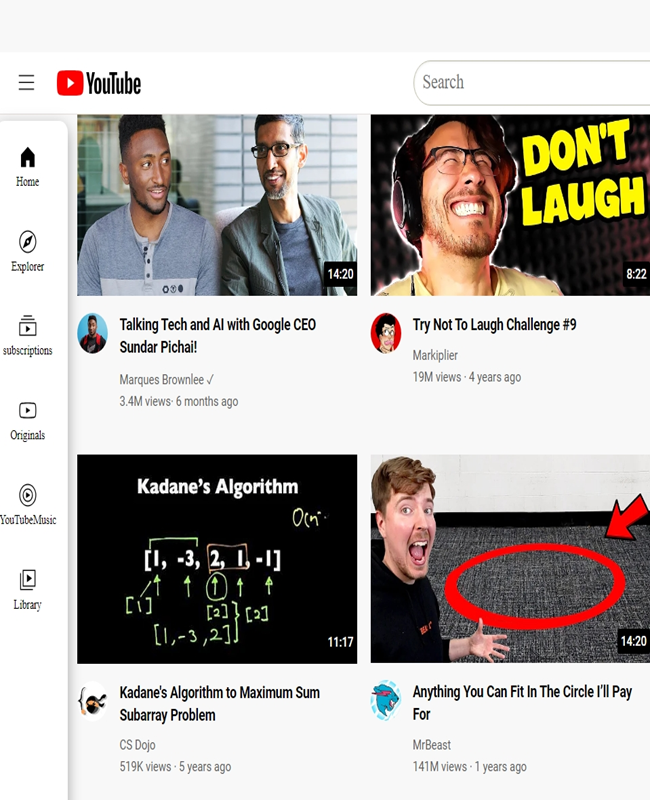 YouTube
Search
Home
Explorer
subscriptions
Originals
YouTubeMusic
Library
14:20
Talking Tech and AI with Google CEO
Sundar Pichai!
Marques Brownlee ✓
3.4M views· 6 months ago
DON'T
LAUGH
8:22
Try Not To Laugh Challenge #9
Markiplier
19M views · 4 years ago
Kadane's Algorithm
[1, -3, 2, 1, -1]
[1]
[2]
[2]
[1,-3,2]
11:17
Kadane's Algorithm to Maximum Sum
Subarray Problem
CS Dojo
519K views · 5 years ago
14:20
Anything You Can Fit In The Circle I'll Pay
For
MrBeast
141M views · 1 years ago